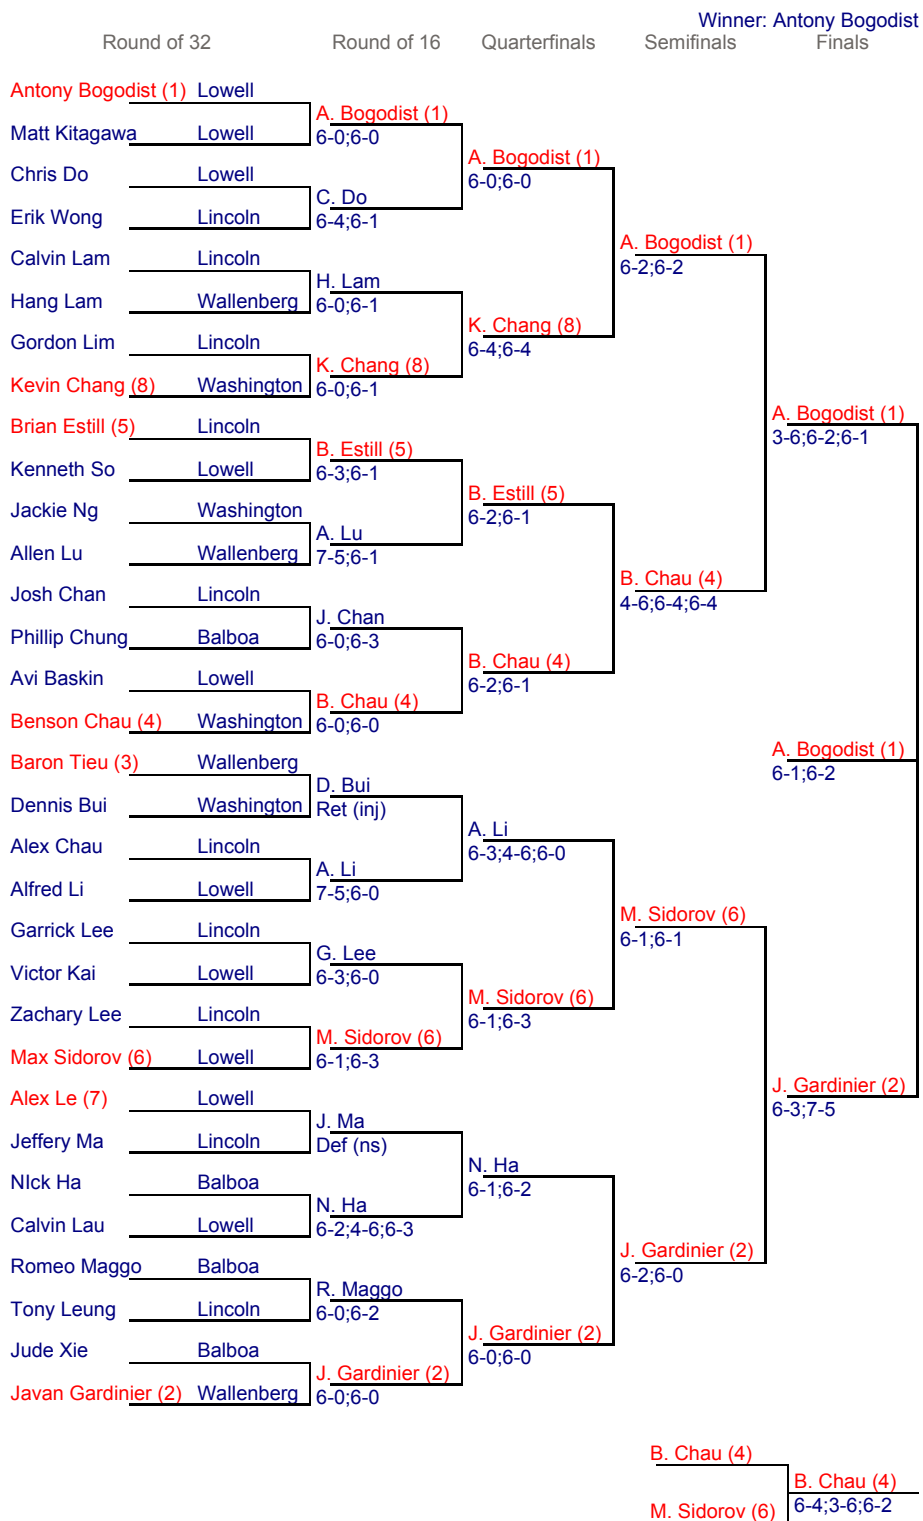 Winner: Antony Bogodist
Round of 32 Round of 16 Quarterfinals Semifinals Finals
Antony Bogodist (1) Lowell
A. Bogodist (1)
Matt Kitagawa Lowell
6-0;6-0
A. Bogodist (1)
Chris Do Lowell
6-0;6-0
C. Do
Erik Wong Lincoln
6-4;6-1
A. Bogodist (1)
Calvin Lam Lincoln
6-2;6-2
H. Lam
Hang Lam Wallenberg
6-0;6-1
K. Chang (8)
Gordon Lim Lincoln
6-4;6-4
K. Chang (8)
Kevin Chang (8) Washington
6-0;6-1
A. Bogodist (1)
Brian Estill (5) Lincoln
3-6;6-2;6-1
B. Estill (5)
Kenneth So Lowell
6-3;6-1
B. Estill (5)
Jackie Ng Washington
6-2;6-1
A. Lu
Allen Lu Wallenberg
7-5;6-1
B. Chau (4)
Josh Chan Lincoln
4-6;6-4;6-4
J. Chan
Phillip Chung Balboa
6-0;6-3
B. Chau (4)
Avi Baskin Lowell
6-2;6-1
B. Chau (4)
Benson Chau (4) Washington
6-0;6-0
A. Bogodist (1)
Baron Tieu (3) Wallenberg
6-1;6-2
D. Bui
Dennis Bui Washington
Ret (inj)
A. Li
Alex Chau Lincoln
6-3;4-6;6-0
A. Li
Alfred Li Lowell
7-5;6-0
M. Sidorov (6)
Garrick Lee Lincoln
6-1;6-1
G. Lee
Victor Kai Lowell
6-3;6-0
M. Sidorov (6)
Zachary Lee Lincoln
6-1;6-3
M. Sidorov (6)
Max Sidorov (6) Lowell
6-1;6-3
J. Gardinier (2)
Alex Le (7) Lowell
6-3;7-5
J. Ma
Jeffery Ma Lincoln
Def (ns)
N. Ha
NIck Ha Balboa
6-1;6-2
N. Ha
Calvin Lau Lowell
6-2;4-6;6-3
J. Gardinier (2)
Romeo Maggo Balboa
6-2;6-0
R. Maggo
Tony Leung Lincoln
6-0;6-2
J. Gardinier (2)
Jude Xie Balboa
6-0;6-0
J. Gardinier (2)
Javan Gardinier (2) Wallenberg
6-0;6-0
B. Chau (4)
B. Chau (4)
6-4;3-6;6-2
M. Sidorov (6)